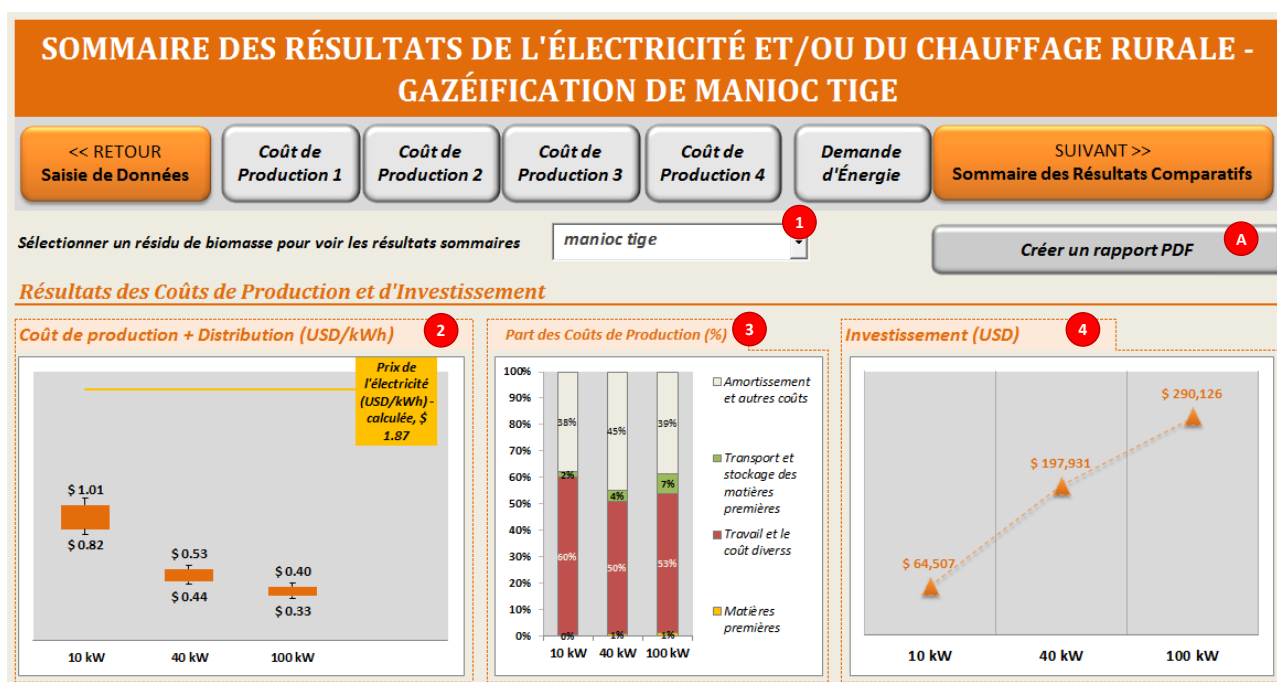 SOMMAIRE DES RÉSULTATS DE L'ÉLECTRICITÉ ET/OU DU CHAUFFAGE RURALE -
GAZÉIFICATION DE MANIOC TIGE
<< RETOUR
Saisie de Données
Coût de
Production 1
Coût de
Production 2
Coût de
Production 3
Coût de
Production 4
Demande
d'Énergie
SUIVANT >>
Sommaire des Résultats Comparatifs
Sélectionner un résidu de biomasse pour voir les résultats sommaires
manioc tige
1
Créer un rapport PDF
A
Résultats des Coûts de Production et d'Investissement
Coût de production + Distribution (USD/kWh)
2
Prix de
l'électricité
(USD/kWh) -
calculée, $
1.87
$ 1.01
$ 0.82
$ 0.53
$ 0.44
$ 0.40
$ 0.33
10 kW
40 kW
100 kW
Part des Coûts de Production (%)
3
100%
90%
80%
70%
60%
50%
40%
30%
20%
10%
0%
38%
45%
39%
2%
4%
7%
60%
50%
53%
0%
1%
1%
10 kW
40 kW
100 kW
Amortissement
et autres coûts
Transport et
stockage des
matières
premières
Travail et le
coût diverss
Matières
premières
Investissement (USD)
4
$ 290,126
$ 197,931
$ 64,507
10 kW
40 kW
100 kW